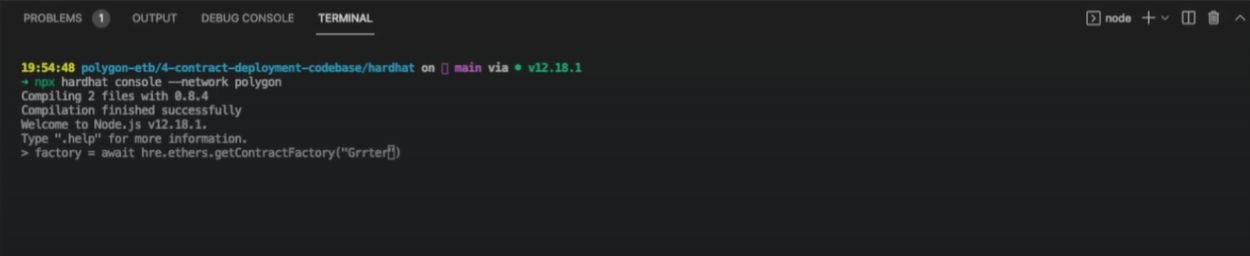 PROBLEMS 1 OUTPUT DEBUG CONSOLE TERMINAL node
19:54:48 polygon-etb/4-contract-deployment-codebase/hardhat on main via ● v12.18.1
→ npx hardhat console --network polygon
Compiling 2 files with 0.8.4
Compilation finished successfully
Welcome to Node.js v12.18.1.
Type ".help" for more information.
> factory = await hre.ethers.getContractFactory("Grrter")